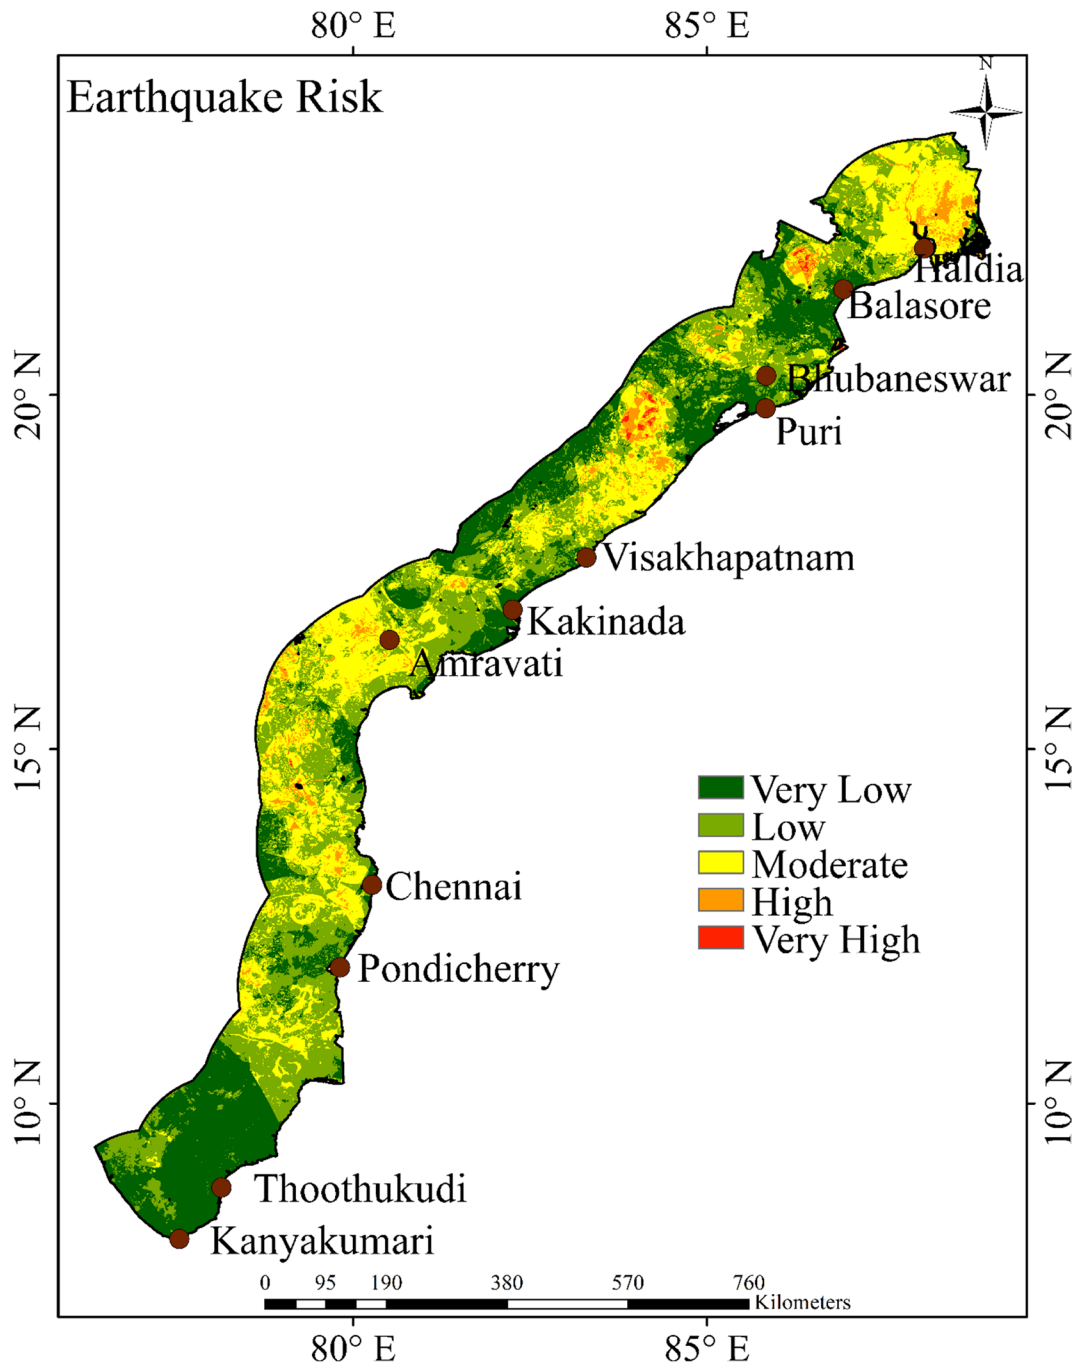 80° E 85° E
Earthquake Risk
N
Haldia
Balasore
20° N
Bhubaneswar
20° N
Puri
Visakhapatnam
Kakinada
Amravati
15° N
15° N
Very Low
Low
Moderate
High
Very High
Chennai
Pondicherry
10° N
10° N
Thoothukudi
Kanyakumari
0 95 190 380 570 760
Kilometers
80° E 85° E